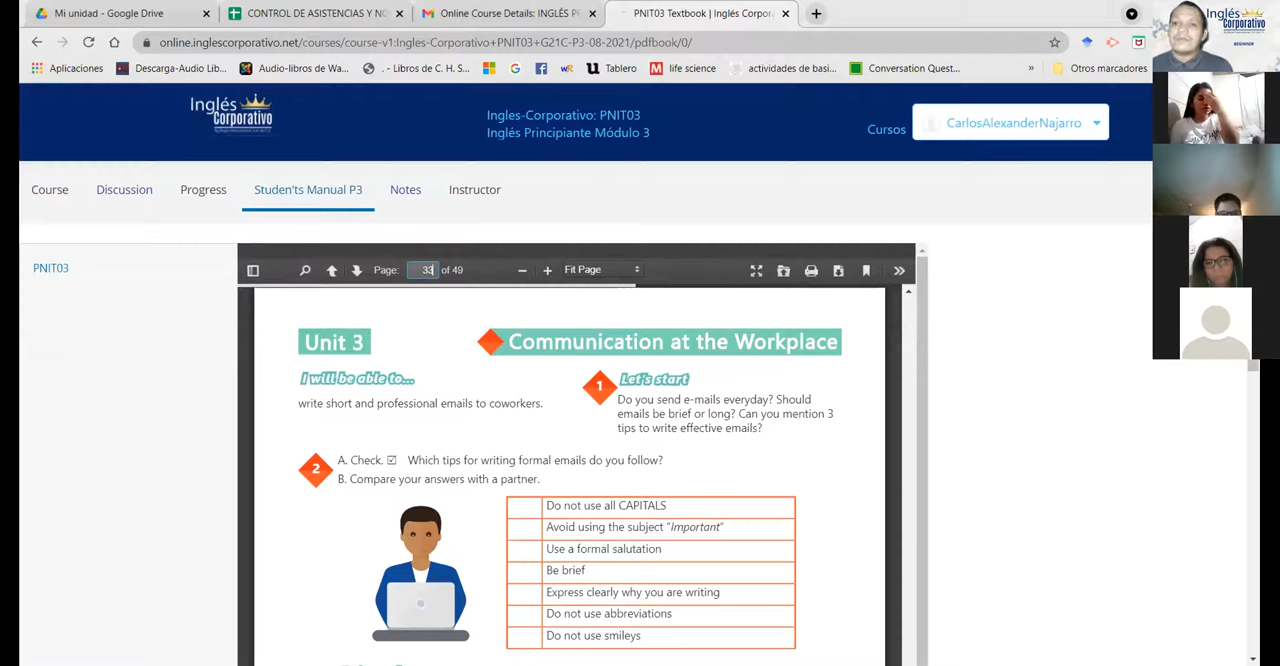 Mi unidad - Google Drive
CONTROL DE ASISTENCIAS Y NO
Online Course Details: INGLÉS PR
PNIT03 Textbook | Inglés Corpora
online.inglescorporativo.net/courses/course-v1:Ingles-Corporativo+PNIT03+G21C-P3-08-2021/pdfbook/0/
Aplicaciones
Descarga-Audio Lib...
Audio-libros de Wa...
. - Libros de C. H. S...
Tablero
life science
actividades de basi...
Conversation Quest...
»
Otros marcadores
Inglés
Corporativo
BEGINNER
Inglés
Corporativo
Ingles-Corporativo: PNIT03
Inglés Principiante Módulo 3
Cursos
CarlosAlexanderNajarro
Course
Discussion
Progress
Studen'ts Manual P3
Notes
Instructor
PNIT03
Page: 33 of 49
Fit Page
Unit 3
Communication at the Workplace
I will be able to...
write short and professional emails to coworkers.
1
Let's start
Do you send e-mails everyday? Should
emails be brief or long? Can you mention 3
tips to write effective emails?
2
A. Check. ☑ Which tips for writing formal emails do you follow?
B. Compare your answers with a partner.
Do not use all CAPITALS
Avoid using the subject "Important"
Use a formal salutation
Be brief
Express clearly why you are writing
Do not use abbreviations
Do not use smileys